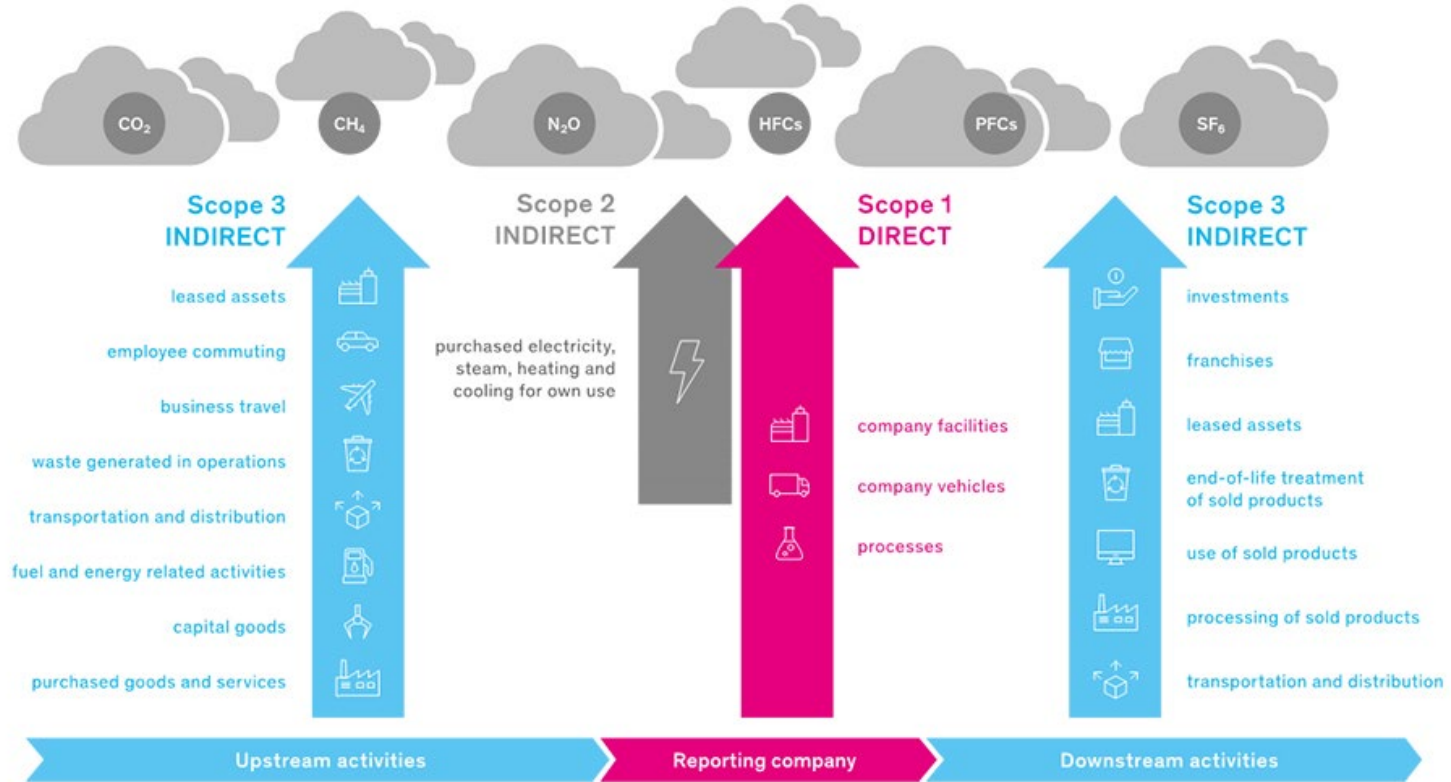 CO₂
CH₄
N₂O
HFCs
PFCs
SF₆
Scope 3
INDIRECT
leased assets
employee commuting
business travel
waste generated in operations
transportation and distribution
fuel and energy related activities
capital goods
purchased goods and services
Scope 2
INDIRECT
purchased electricity,
steam, heating and
cooling for own use
Scope 1
DIRECT
company facilities
company vehicles
processes
Scope 3
INDIRECT
investments
franchises
leased assets
end-of-life treatment
of sold products
use of sold products
processing of sold products
transportation and distribution
Upstream activities
Reporting company
Downstream activities